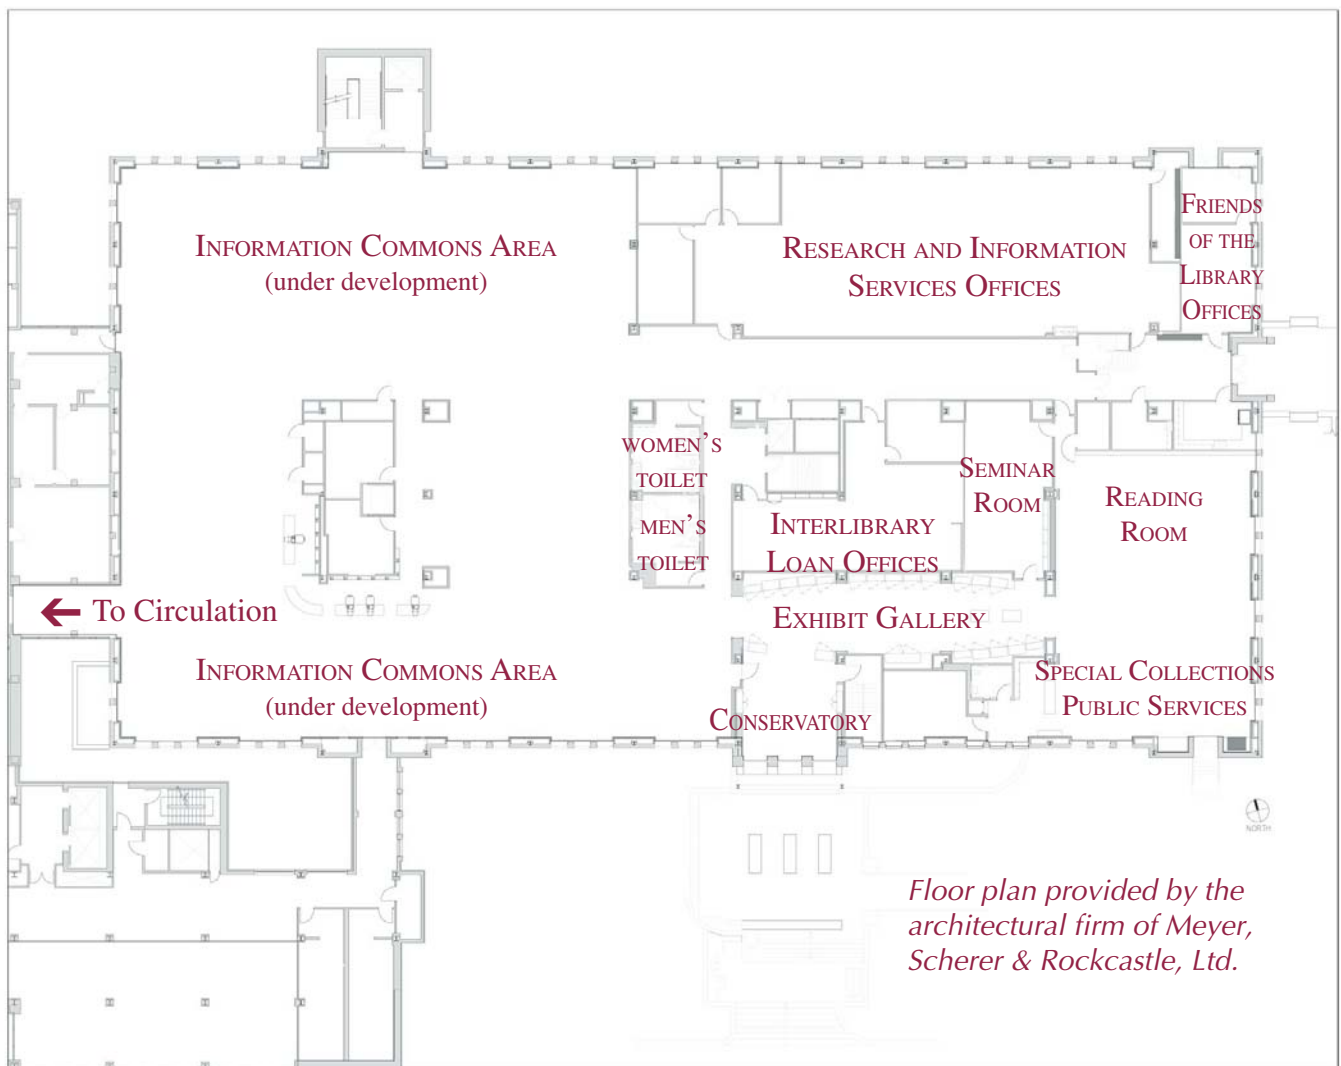 Information Commons Area
(under development)
Research and Information
Services Offices
Friends
of the
Library
Offices
women's
toilet
men's
toilet
Seminar
Room
Reading
Room
Interlibrary
Loan Offices
← To Circulation
Exhibit Gallery
Information Commons Area
(under development)
Special Collections
Public Services
Conservatory
NORTH
Floor plan provided by the
architectural firm of Meyer,
Scherer & Rockcastle, Ltd.